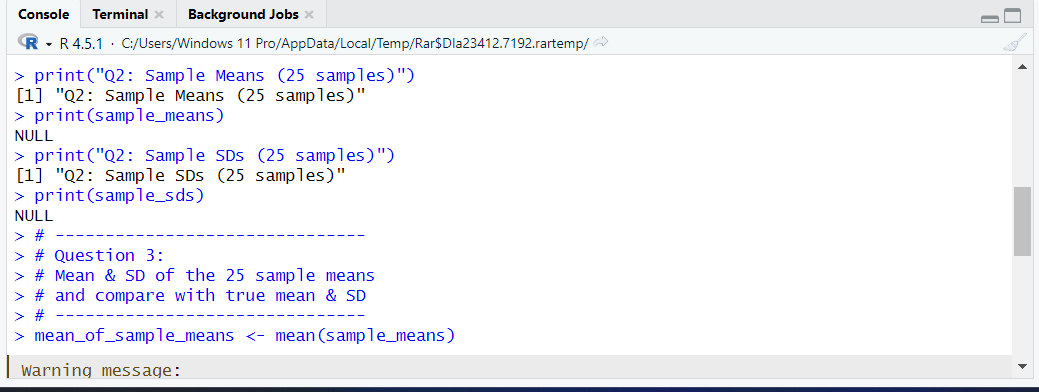 Console Terminal Background Jobs
R 4.5.1 · C:/Users/Windows 11 Pro/AppData/Local/Temp/Rar$DIa23412.7192.rartemp/
> print("Q2: Sample Means (25 samples)")
[1] "Q2: Sample Means (25 samples)"
> print(sample_means)
NULL
> print("Q2: Sample SDs (25 samples)")
[1] "Q2: Sample SDs (25 samples)"
> print(sample_sds)
NULL
> # -------------------------------
> # Question 3:
> # Mean & SD of the 25 sample means
> # and compare with true mean & SD
> # -------------------------------
> mean_of_sample_means <- mean(sample_means)
Warning message: